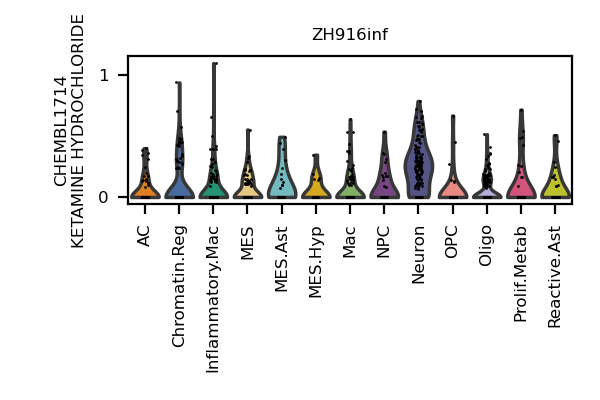 ZH916inf
CHEMBL1714
KETAMINE HYDROCHLORIDE
1
0
AC
Chromatin.Reg
Inflammatory.Mac
MES
MES.Ast
MES.Hyp
Mac
NPC
Neuron
OPC
Oligo
Prolif.Metab
Reactive.Ast